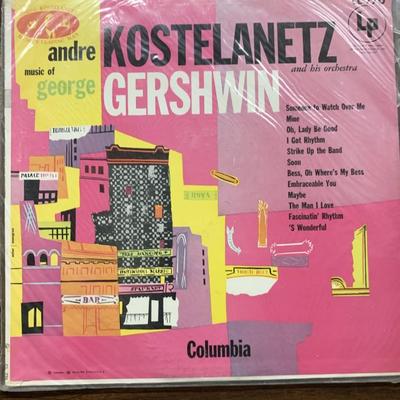 andre KOSTELANETZ
and his orchestra
music of george GERSHWIN
Lp
Someone to Watch Over Me
Mine
Oh, Lady Be Good
I Got Rhythm
Strike Up the Band
Soon
Bess, Oh Where's My Bess
Embraceable You
Maybe
The Man I Love
Fascinatin' Rhythm
'S Wonderful
BAR
Columbia